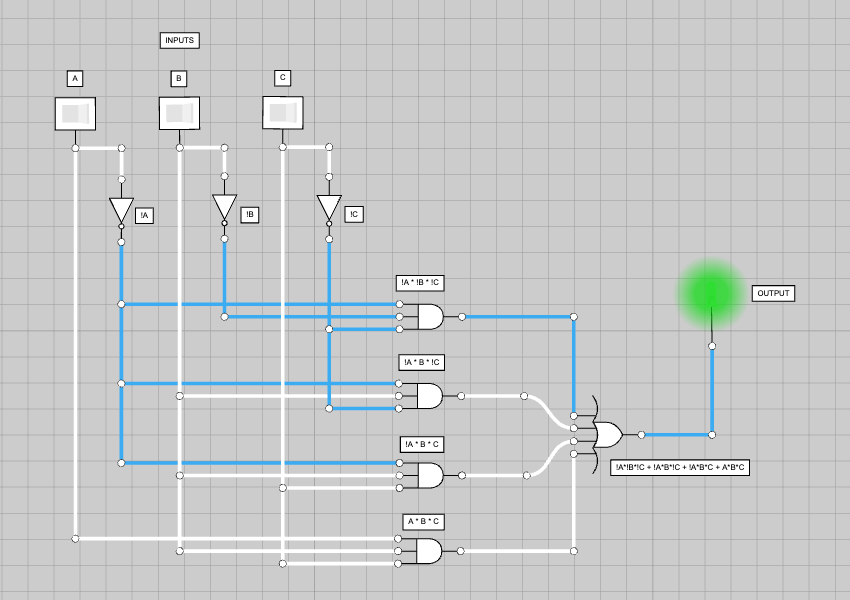 INPUTS
A
B
C
!A
!B
!C
!A * !B * !C
OUTPUT
!A * B * !C
!A * B * C
!A*!B*!C + !A*B*!C + !A*B*C + A*B*C
A * B * C